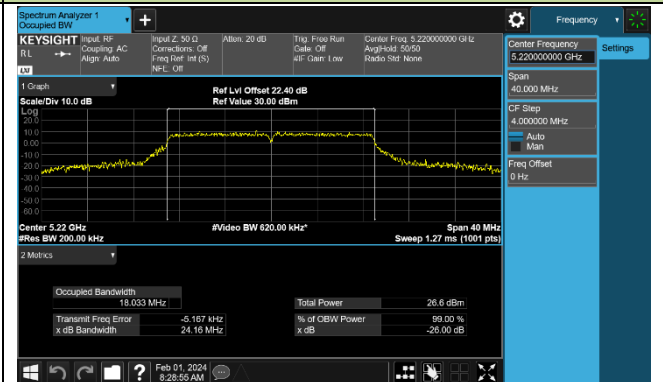 Spectrum Analyzer 1
Occupied BW
Frequency
KEYSIGHT
RL
LXI
Input: RF
Coupling: AC
Align: Auto
Input Z: 50 Ω
Corrections: Off
Freq Ref: Int (S)
NFE: Off
Atten: 20 dB
Trig: Free Run
Gate: Off
#IF Gain: Low
Center Freq: 5.220000000 GHz
Avg|Hold: 50/50
Radio Std: None
Center Frequency
5.220000000 GHz
Settings
Span
40.000 MHz
CF Step
4.000000 MHz
Auto
Man
Freq Offset
0 Hz
1 Graph
Scale/Div 10.0 dB
Ref Lvl Offset 22.40 dB
Ref Value 30.00 dBm
Log
20.0
10.0
0.00
-10.0
-20.0
-30.0
-40.0
-50.0
-60.0
Center 5.22 GHz
#Res BW 200.00 kHz
#Video BW 620.00 kHz*
Span 40 MHz
Sweep 1.27 ms (1001 pts)
2 Metrics
Occupied Bandwidth
18.033 MHz
Total Power 26.6 dBm
Transmit Freq Error -5.167 kHz
% of OBW Power 99.00 %
x dB Bandwidth 24.16 MHz
x dB -26.00 dB
?
Feb 01, 2024
8:28:55 AM